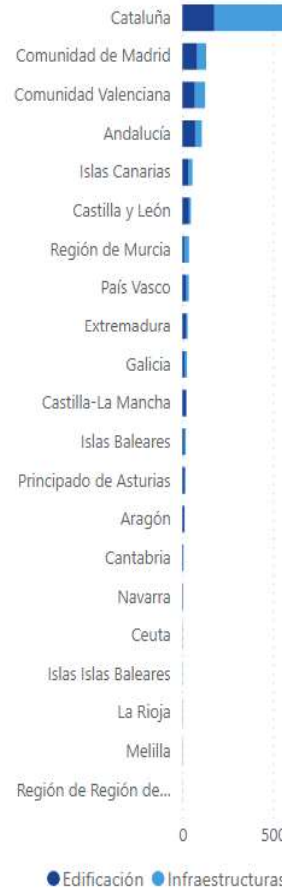 Cataluña
Comunidad de Madrid
Comunidad Valenciana
Andalucía
Islas Canarias
Castilla y León
Región de Murcia
País Vasco
Extremadura
Galicia
Castilla-La Mancha
Islas Baleares
Principado de Asturias
Aragón
Cantabria
Navarra
Ceuta
Islas Islas Baleares
La Rioja
Melilla
Región de Región de...
0 500
Edificación Infraestructuras